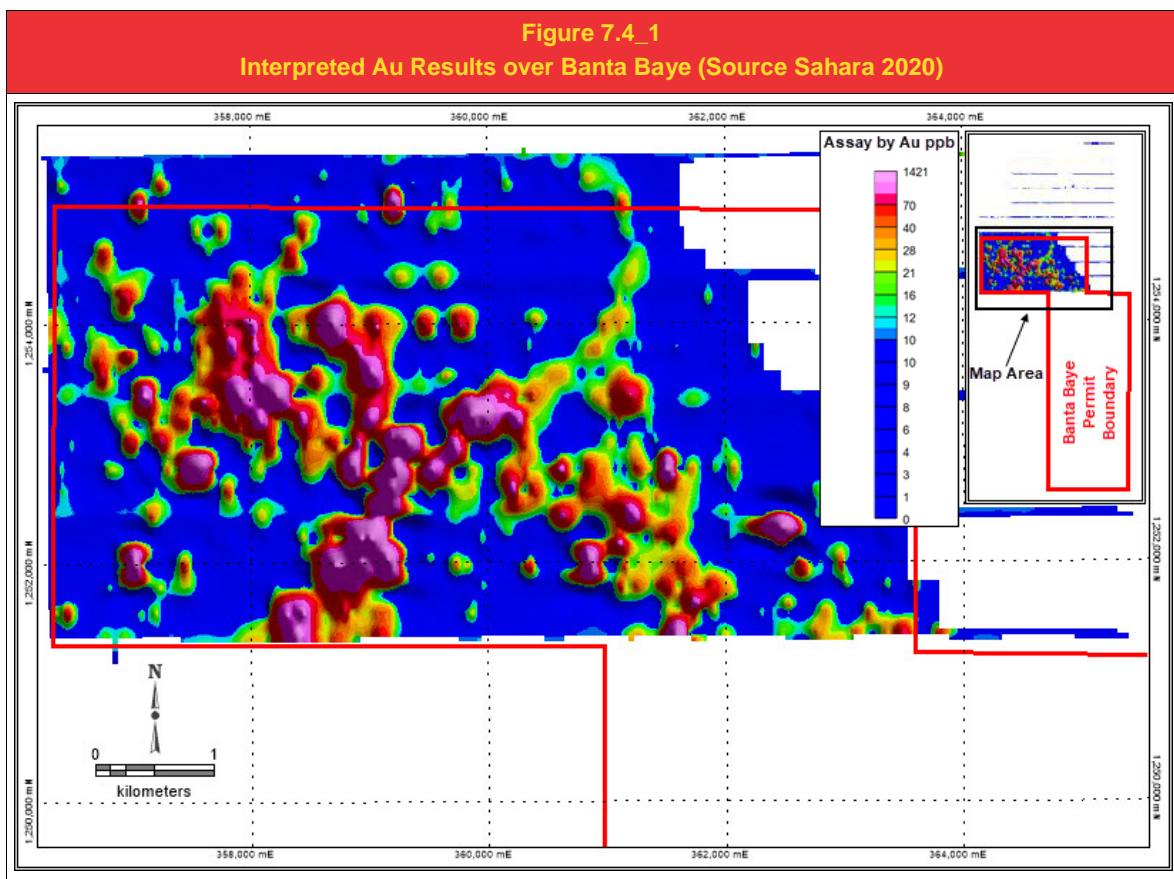 Figure 7.4_1
Interpreted Au Results over Banta Baye (Source Sahara 2020)
358,000 mE
360,000 mE
362,000 mE
364,000 mE
Assay by Au ppb
1421
70
40
28
21
16
12
10
10
9
8
6
4
3
1
0
Map Area
Banta Baye
Permit
Boundary
1,254,000 mN
1,254,000 mN
1,252,000 mN
1,252,000 mN
1,250,000 mN
1,250,000 mN
N
0
1
kilometers
358,000 mE
360,000 mE
362,000 mE
364,000 mE